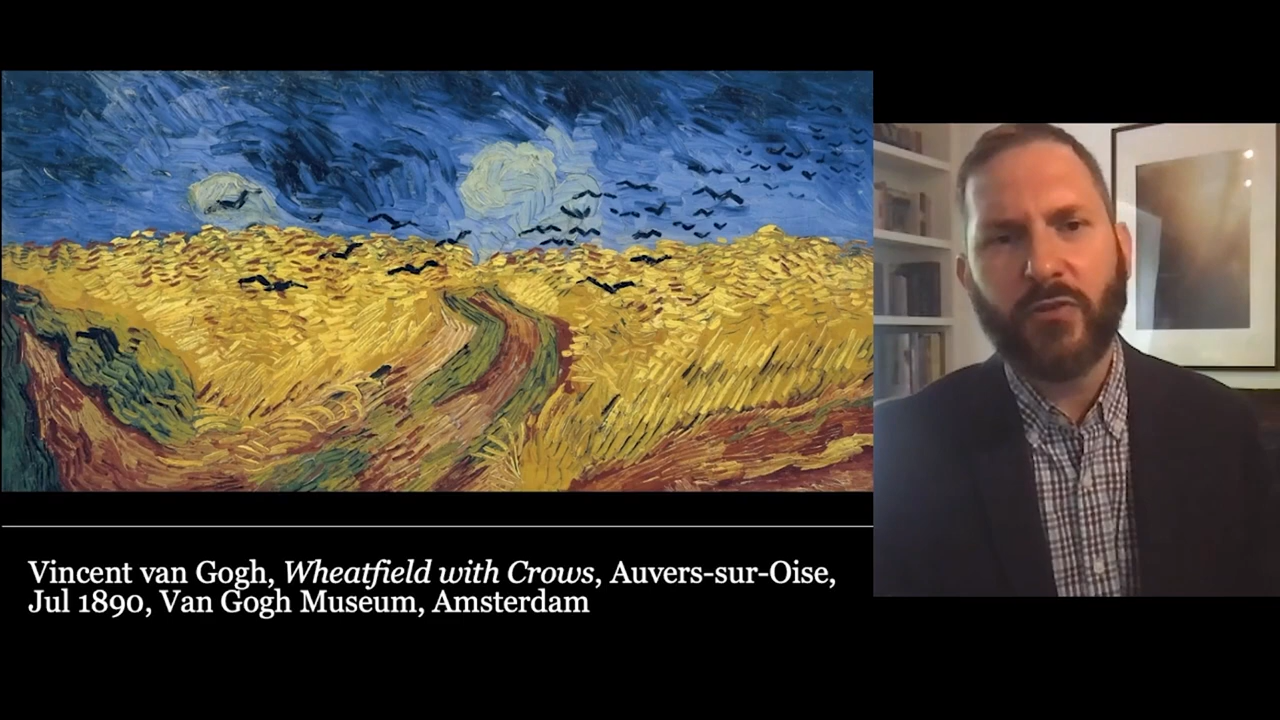 Vincent van Gogh, Wheatfield with Crows, Auvers-sur-Oise,
Jul 1890, Van Gogh Museum, Amsterdam